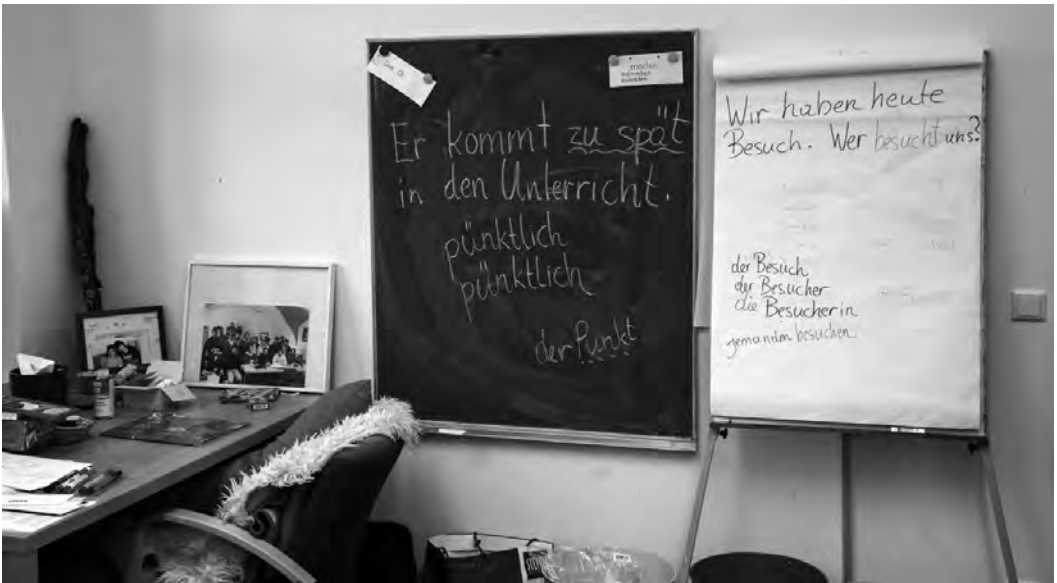 machen
Er kommt zu spät
in den Unterricht.
pünktlich
pünktlich
der Punkt
Wir haben heute
Besuch. Wer besucht uns?
der Besuch
der Besucher
die Besucherin
jemanden besuchen